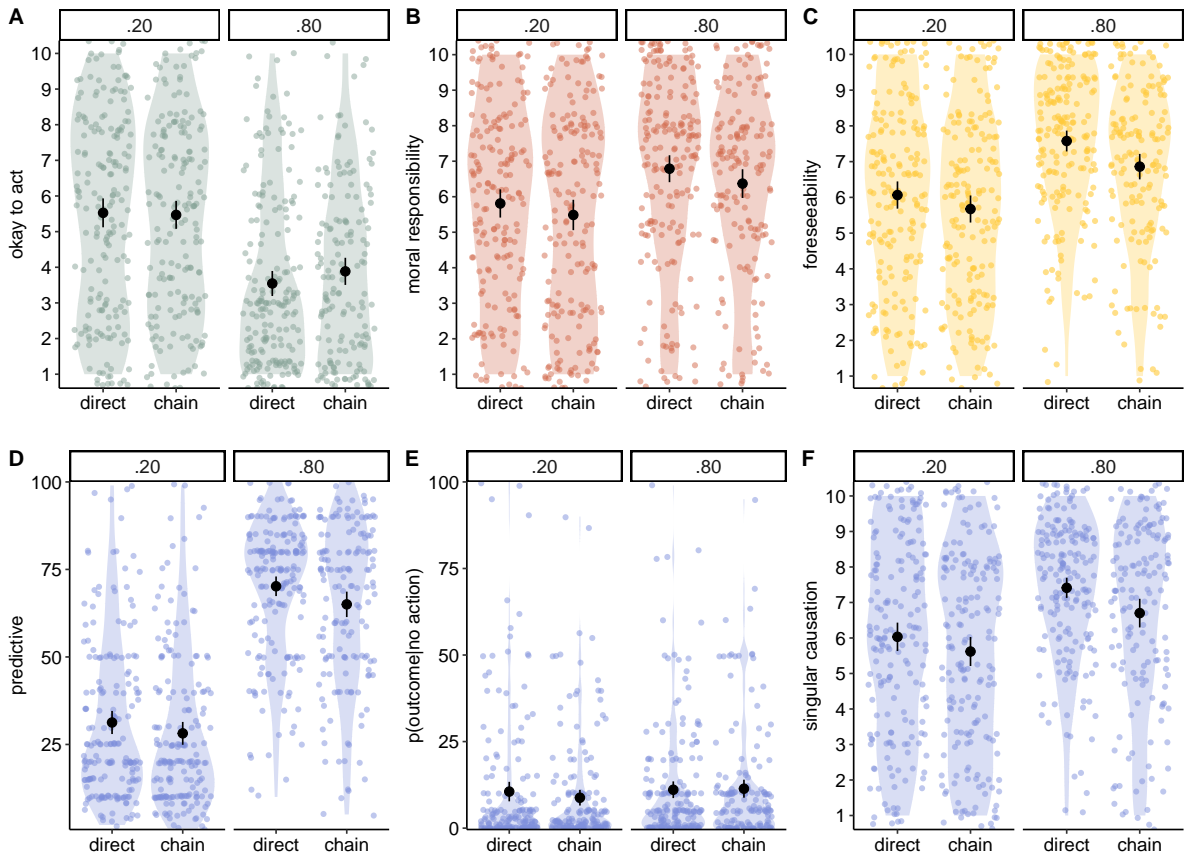 A
.20
.80
okay to act
10
9
8
7
6
5
4
3
2
1
direct
chain
direct
chain
B
.20
.80
moral responsibility
10
9
8
7
6
5
4
3
2
1
direct
chain
direct
chain
C
.20
.80
foreseeability
10
9
8
7
6
5
4
3
2
1
direct
chain
direct
chain
D
.20
.80
predictive
100
75
50
25
direct
chain
direct
chain
E
.20
.80
p(outcome|no action)
100
75
50
25
0
direct
chain
direct
chain
F
.20
.80
singular causation
10
9
8
7
6
5
4
3
2
1
direct
chain
direct
chain